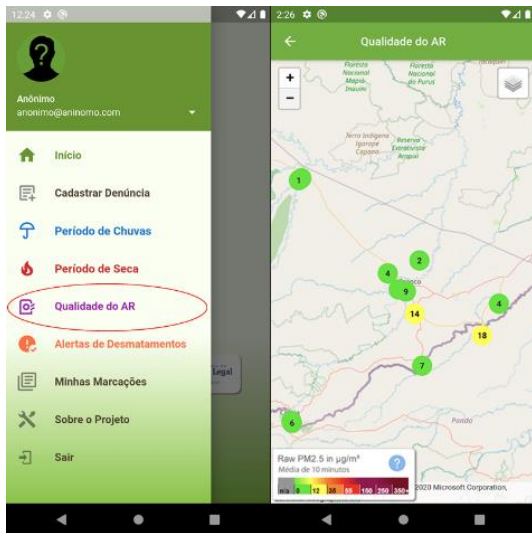 12:24
Anônimo
anonimo@aninomo.com
Início
Cadastrar Denúncia
Período de Chuvas
Período de Seca
Qualidade do AR
Alertas de Desmatamentos
Minhas Marcações
Sobre o Projeto
Sair
Legal
2:26
Qualidade do AR
+
−
Floresta
Nacional
Mapiá-
Inauini
Floresta
Nacional
do Purus
Terra Indígena
Igarapé
Capana
Reserva
Extrativista
Arapixi
1
2
4
9
4
14
18
7
6
Pando
Raw PM2.5 in µg/m³
Média de 10 minutos
?
n/a 0 12 35 55 150 250 350+
2020 Microsoft Corporation,